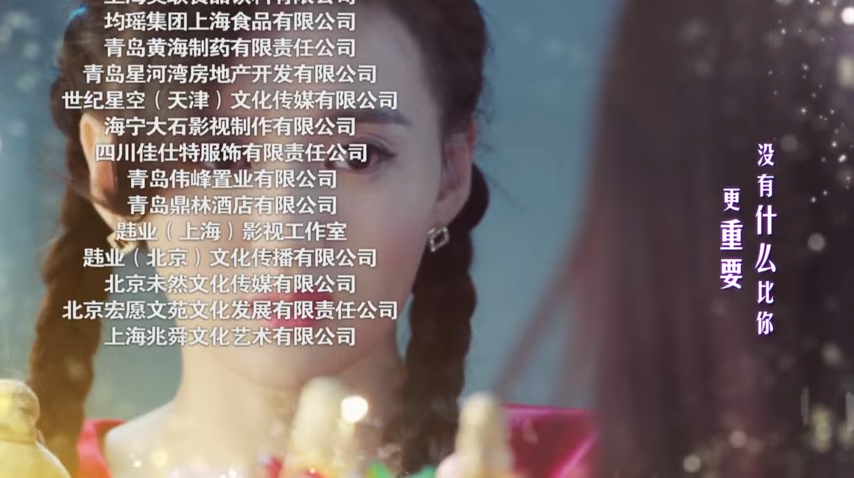 均瑶集团上海食品有限公司
青岛黄海制药有限责任公司
青岛星河湾房地产开发有限公司
世纪星空（天津）文化传媒有限公司
海宁大石影视制作有限公司
四川佳仕特服饰有限责任公司
青岛伟峰置业有限公司
青岛鼎林酒店有限公司
韪业（上海）影视工作室
韪业（北京）文化传播有限公司
北京未然文化传媒有限公司
北京宏愿文苑文化发展有限责任公司
上海兆舜文化艺术有限公司
没有什么比你
更重要